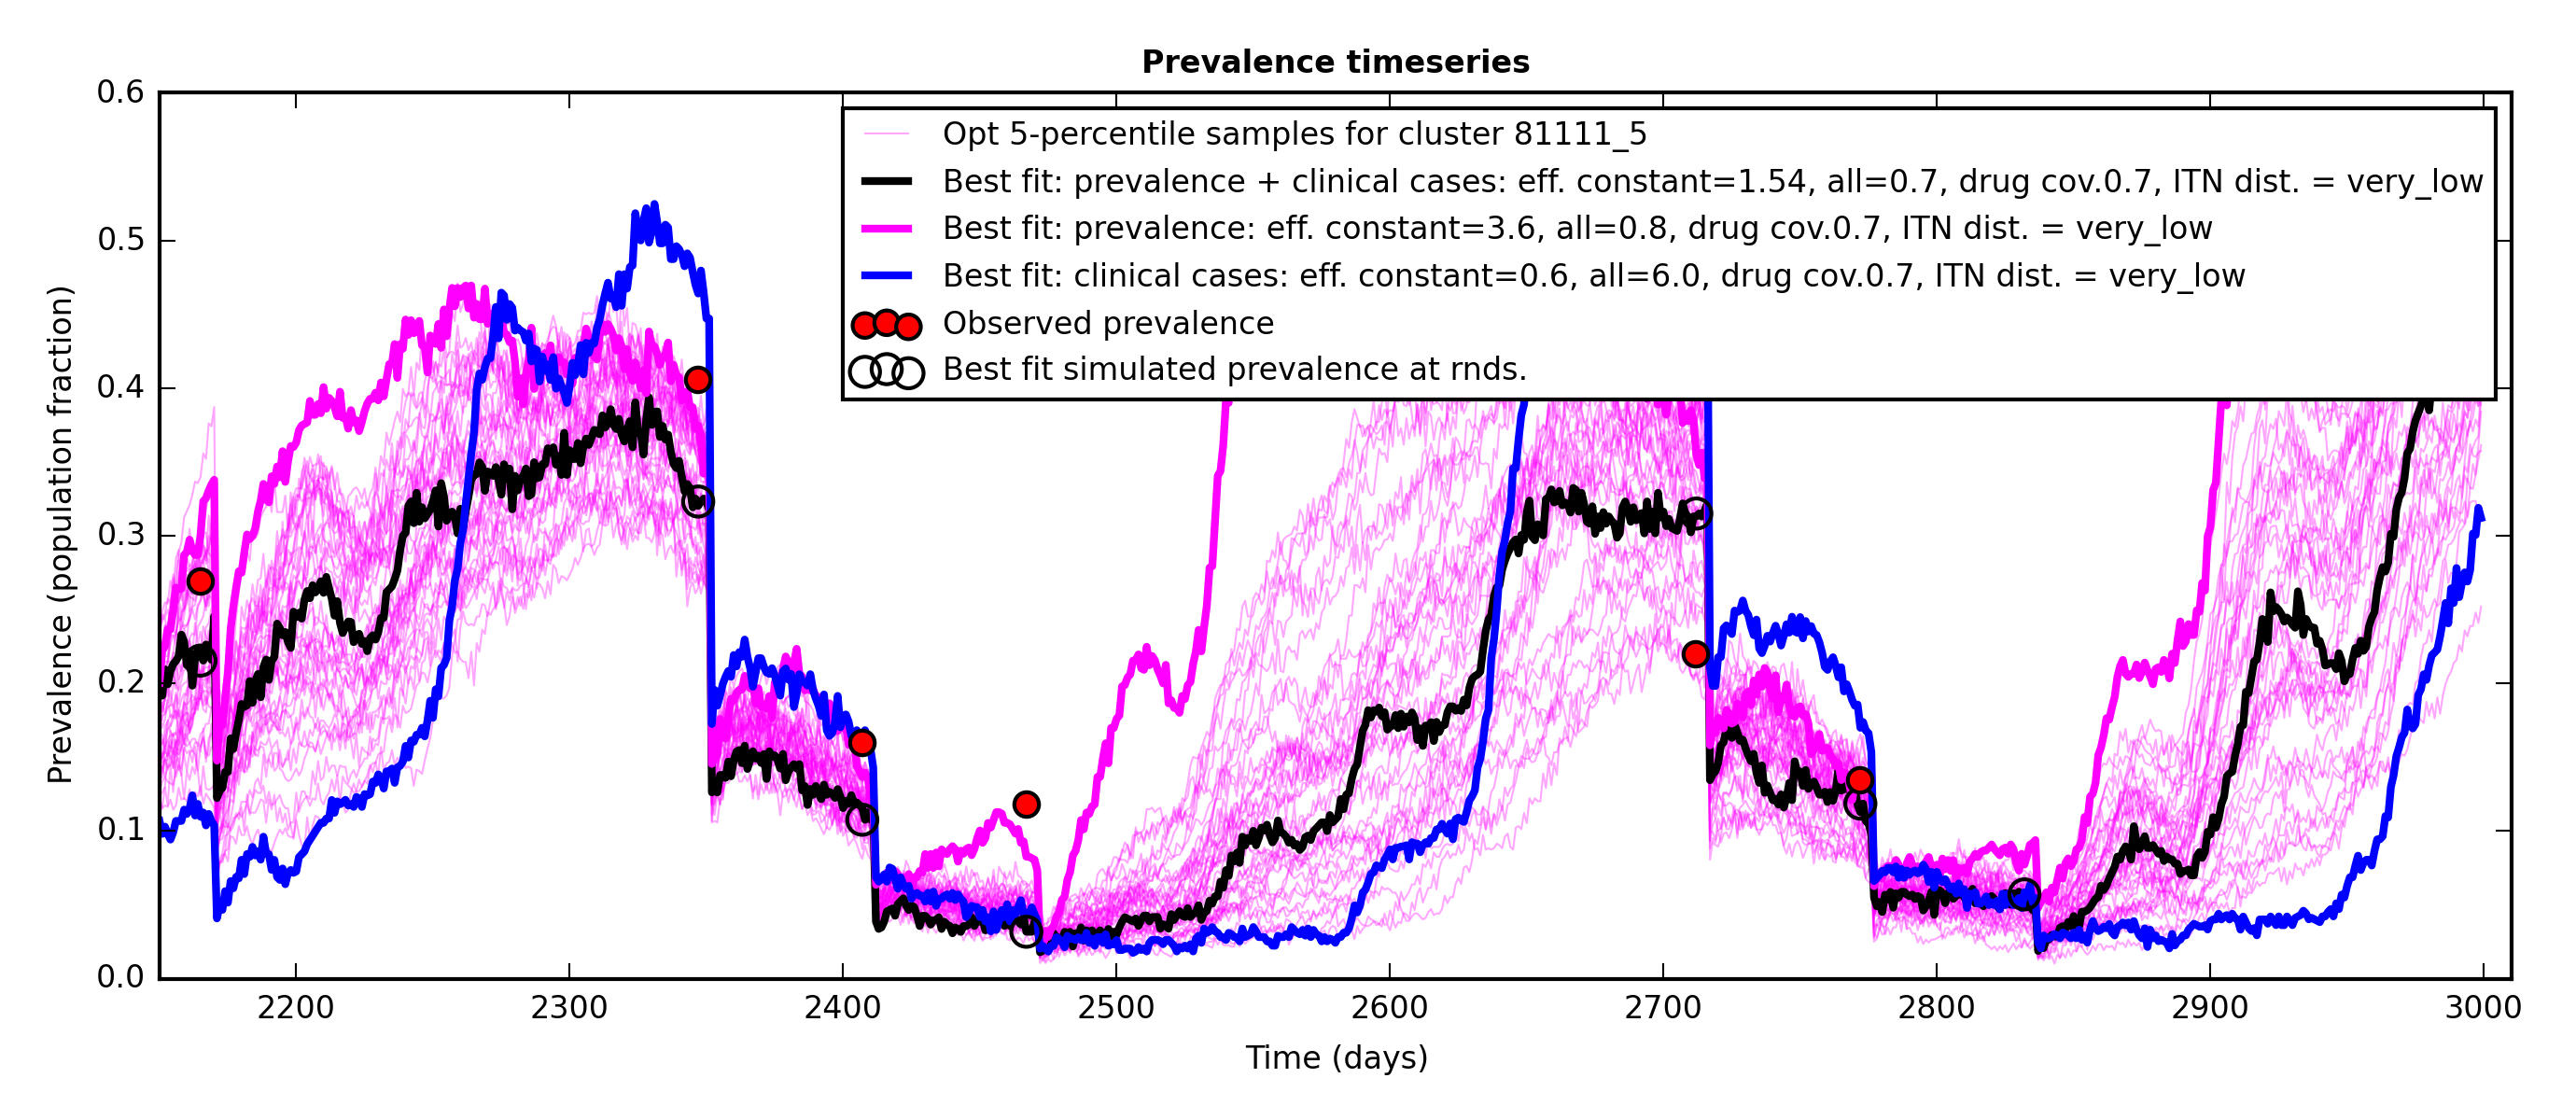 Prevalence timeseries
0.6
0.5
0.4
0.3
0.2
0.1
0.0
Prevalence (population fraction)
Opt 5-percentile samples for cluster 81111_5
Best fit: prevalence + clinical cases: eff. constant=1.54, all=0.7, drug cov.0.7, ITN dist. = very_low
Best fit: prevalence: eff. constant=3.6, all=0.8, drug cov.0.7, ITN dist. = very_low
Best fit: clinical cases: eff. constant=0.6, all=6.0, drug cov.0.7, ITN dist. = very_low
Observed prevalence
Best fit simulated prevalence at rnds.
2200 2300 2400 2500 2600 2700 2800 2900 3000
Time (days)